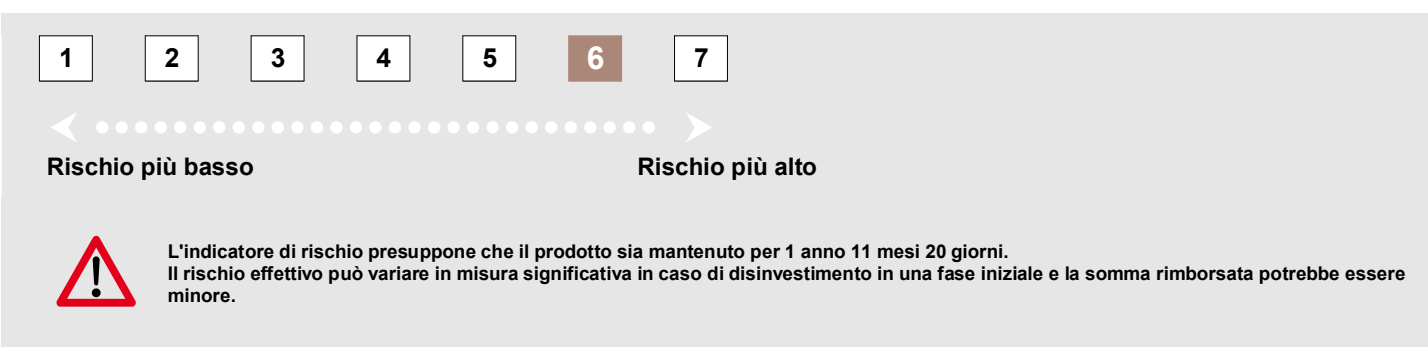 1 2 3 4 5 6 7
Rischio più basso Rischio più alto
L'indicatore di rischio presuppone che il prodotto sia mantenuto per 1 anno 11 mesi 20 giorni.
Il rischio effettivo può variare in misura significativa in caso di disinvestimento in una fase iniziale e la somma rimborsata potrebbe essere
minore.